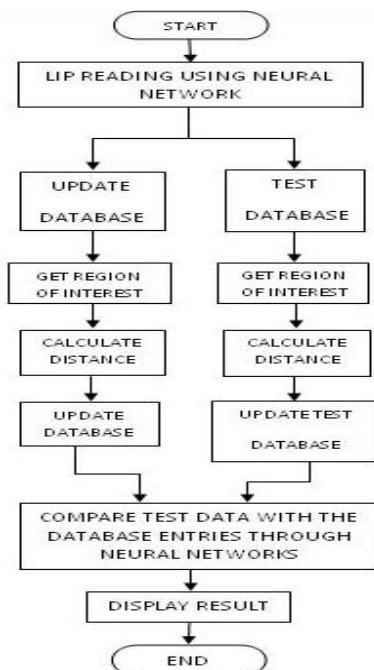 START
LIP READING USING NEURAL
NETWORK
UPDATE
DATABASE
TEST
DATABASE
GET REGION
OF INTEREST
GET REGION
OF INTEREST
CALCULATE
DISTANCE
CALCULATE
DISTANCE
UPDATE
DATABASE
UPDATE TEST
DATABASE
COMPARE TEST DATA WITH THE
DATABASE ENTRIES THROUGH
NEURAL NETWORKS
DISPLAY RESULT
END